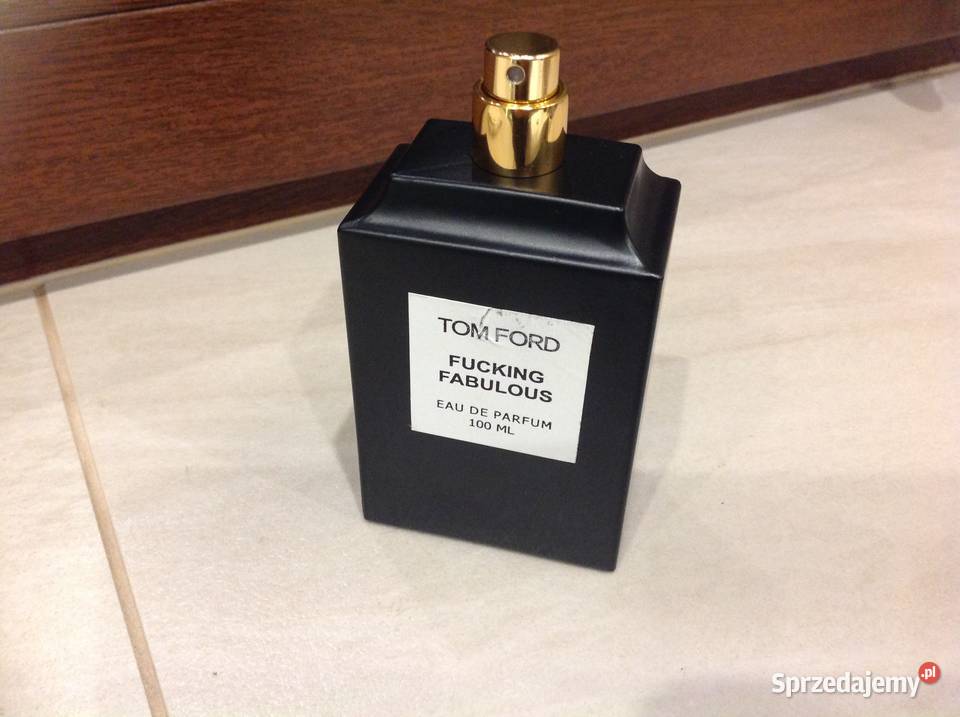 TOM FORD
FUCKING
FABULOUS
EAU DE PARFUM
100 ML
Sprzedajemy.pl